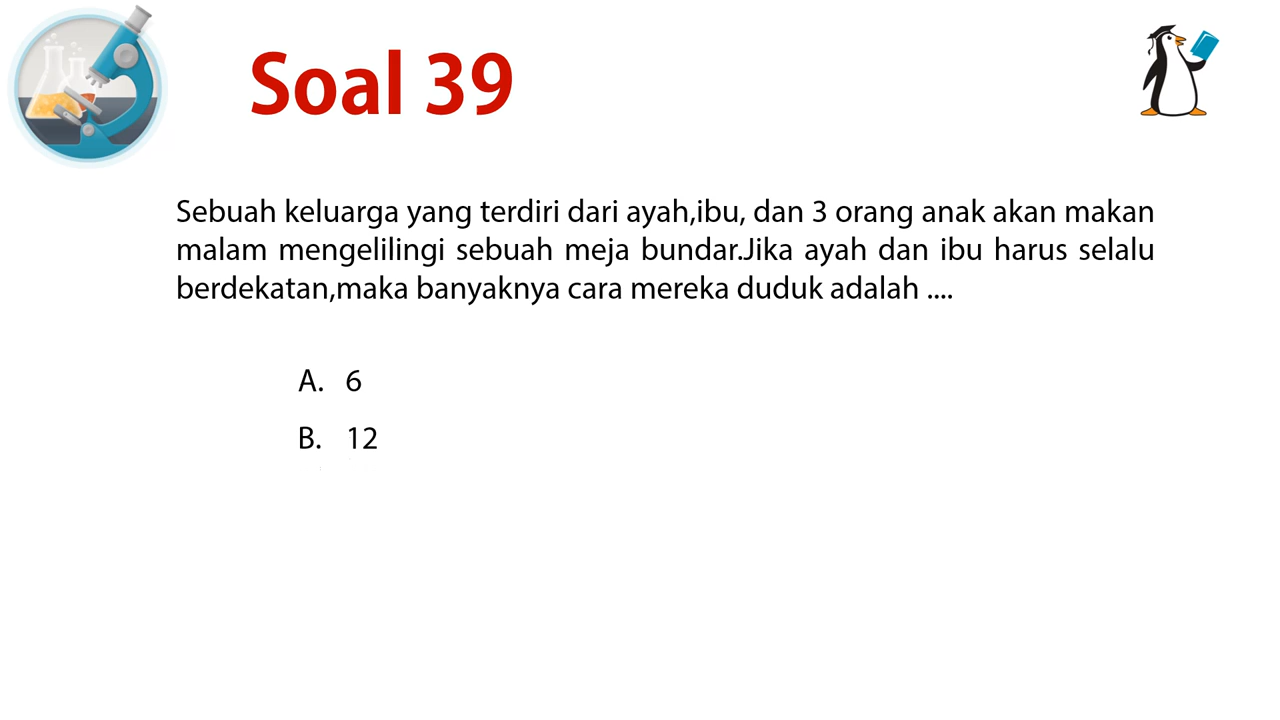 Soal 39
Sebuah keluarga yang terdiri dari ayah,ibu, dan 3 orang anak akan makan
malam mengelilingi sebuah meja bundar.Jika ayah dan ibu harus selalu
berdekatan,maka banyaknya cara mereka duduk adalah ....
A. 6
B. 12